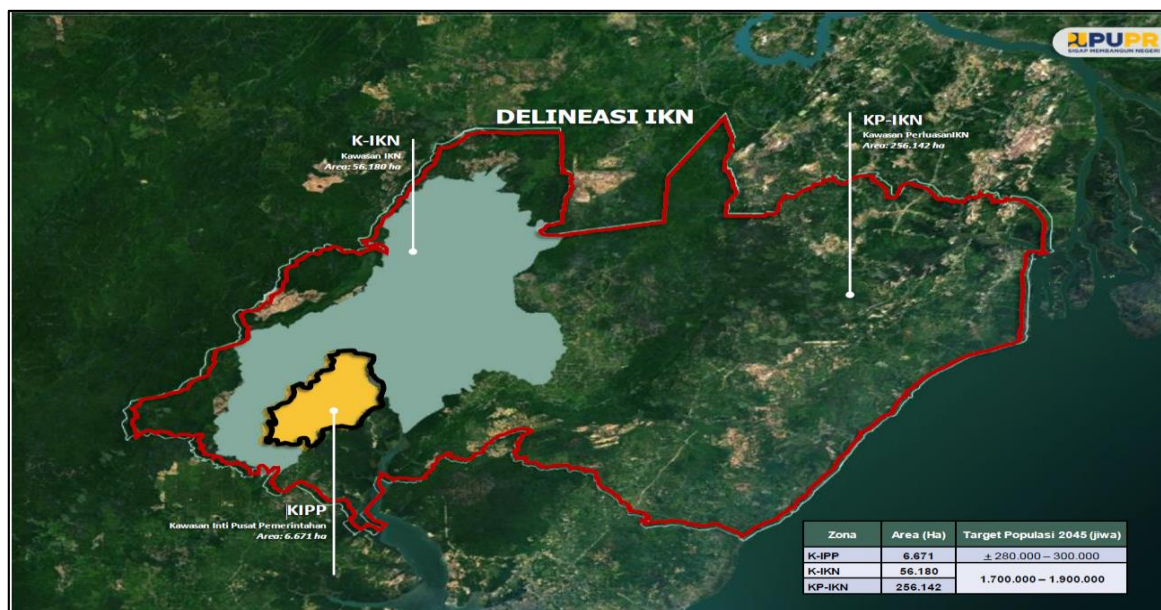 PUPR
SIGAP MEMBANGUN NEGERI
DELINEASI IKN
K-IKN
Kawasan IKN
Area: 56.180 ha
KP-IKN
Kawasan PerluasanIKN
Area: 256.142 ha
KIPP
Kawasan Inti Pusat Pemerintahan
Area: 6.671 ha
Zona Area (Ha) Target Populasi 2045 (jiwa)
K-IPP 6.671 ± 280.000 – 300.000
K-IKN 56.180 1.700.000 – 1.900.000
KP-IKN 256.142